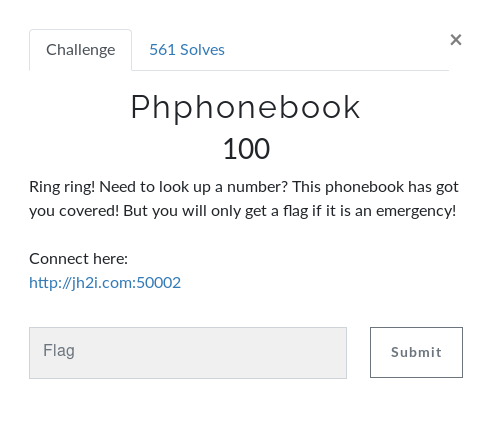 Challenge
561 Solves
×
Phphonebook
100
Ring ring! Need to look up a number? This phonebook has got
you covered! But you will only get a flag if it is an emergency!
Connect here:
http://jh2i.com:50002
Flag
Submit